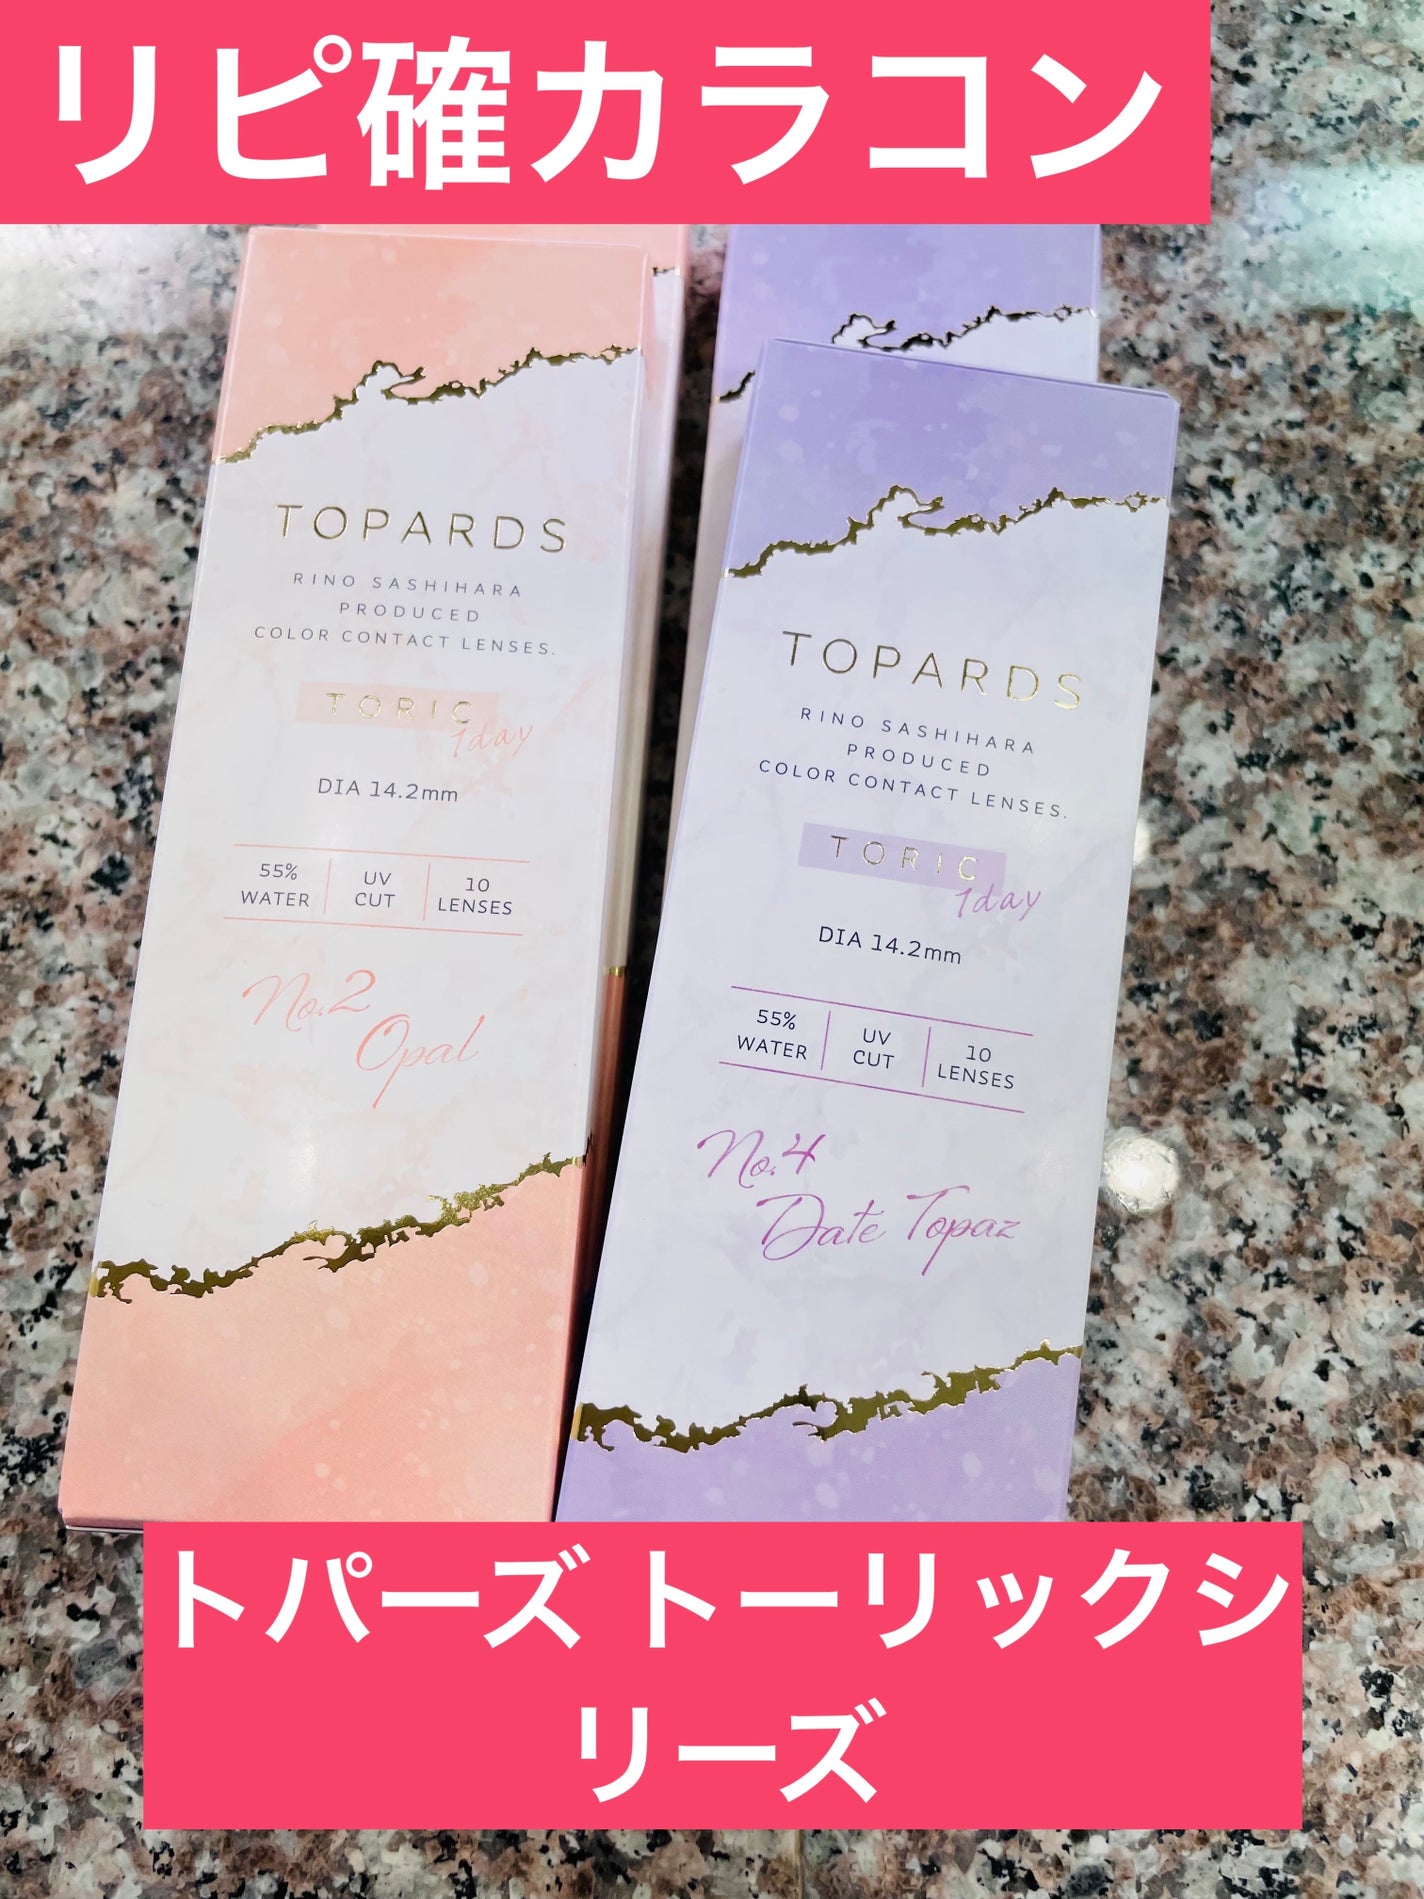 リピ確カラコン
TOPARDS
RINO SASHIHARA
PRODUCED
COLOR CONTACT LENSES.
TORIC
1day
DIA 14.2mm
55%
WATER
UV
CUT
10
LENSES
No.2
Opal
TOPARDS
RINO SASHIHARA
PRODUCED
COLOR CONTACT LENSES.
TORIC
1day
DIA 14.2mm
55%
WATER
UV
CUT
10
LENSES
No.4
Date Topaz
トパーズ トーリックシ
リーズ